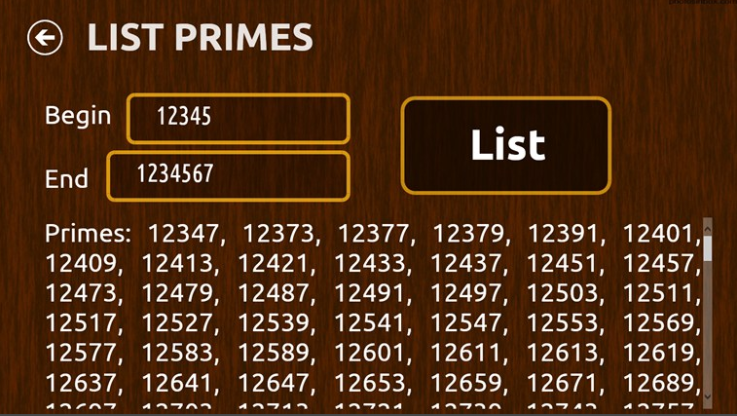 LIST PRIMES
Begin 12345
List
End 1234567
Primes: 12347, 12373, 12377, 12379, 12391, 12401,
12409, 12413, 12421, 12433, 12437, 12451, 12457,
12473, 12479, 12487, 12491, 12497, 12503, 12511,
12517, 12527, 12539, 12541, 12547, 12553, 12569,
12577, 12583, 12589, 12601, 12611, 12613, 12619,
12637, 12641, 12647, 12653, 12659, 12671, 12689,